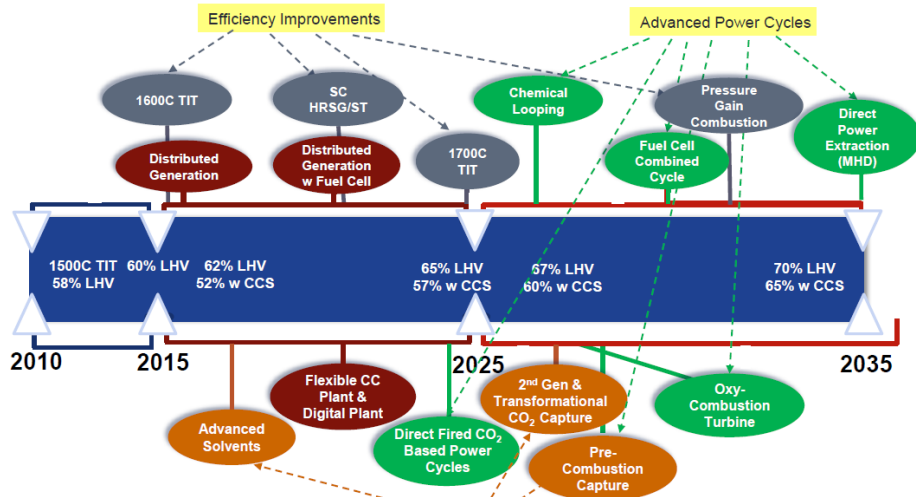 Efficiency Improvements
Advanced Power Cycles
1600C TIT
SC
HRSG/ST
Chemical
Looping
Pressure
Gain
Combustion
Direct
Power
Extraction
(MHD)
Distributed
Generation
Distributed
Generation
w Fuel Cell
1700C
TIT
Fuel Cell
Combined
Cycle
1500C TIT
58% LHV
60% LHV
62% LHV
52% w CCS
65% LHV
57% w CCS
67% LHV
60% w CCS
70% LHV
65% w CCS
2010
2015
2025
2035
Flexible CC
Plant &
Digital Plant
2nd Gen &
Transformational
CO2 Capture
Oxy-
Combustion
Turbine
Advanced
Solvents
Direct Fired CO2
Based Power
Cycles
Pre-
Combustion
Capture